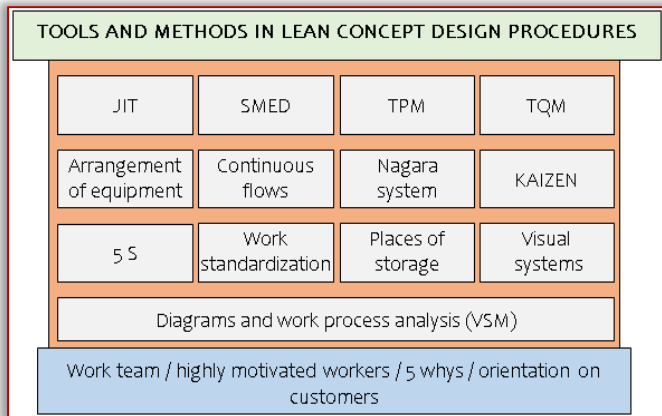 TOOLS AND METHODS IN LEAN CONCEPT DESIGN PROCEDURES
JIT
SMED
TPM
TQM
Arrangement
of equipment
Continuous
flows
Nagara
system
KAIZEN
5 S
Work
standardization
Places of
storage
Visual
systems
Diagrams and work process analysis (VSM)
Work team / highly motivated workers / 5 whys / orientation on
customers